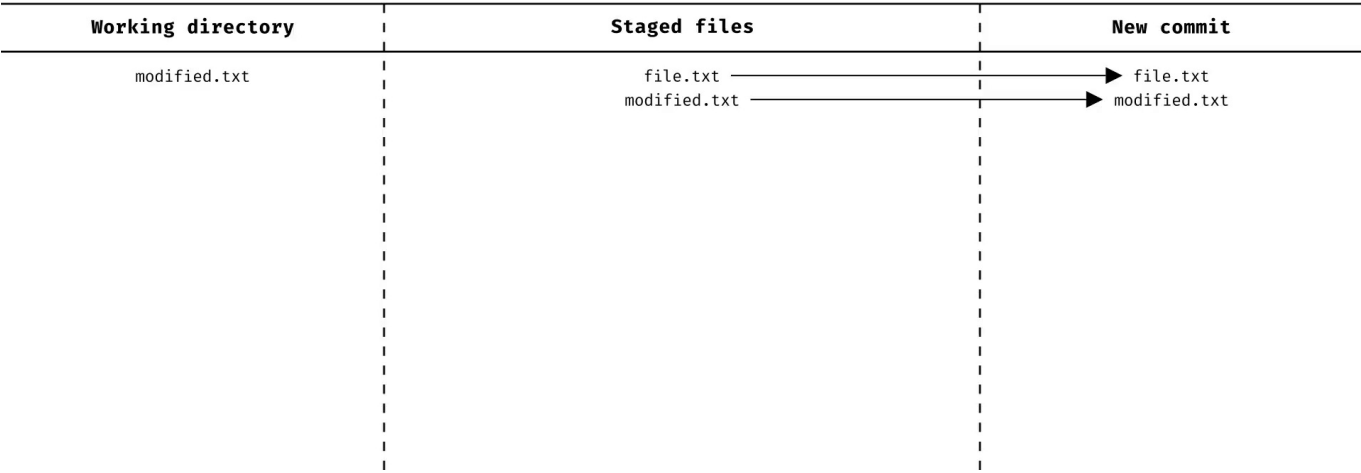 Working directory Staged files New commit
modified.txt file.txt file.txt
modified.txt modified.txt